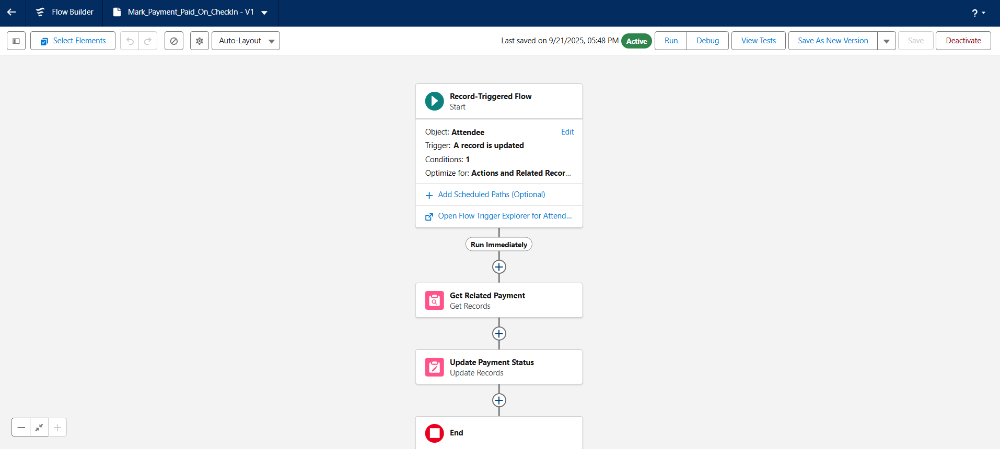 Flow Builder Mark_Payment_Paid_On_CheckIn - V1 ?
Select Elements Auto-Layout Last saved on 9/21/2025, 05:48 PM Active Run Debug View Tests Save As New Version Save Deactivate
Record-Triggered Flow
Start
Object: Attendee Edit
Trigger: A record is updated
Conditions: 1
Optimize for: Actions and Related Recor...
Add Scheduled Paths (Optional)
Open Flow Trigger Explorer for Attend...
Run Immediately
Get Related Payment
Get Records
Update Payment Status
Update Records
End